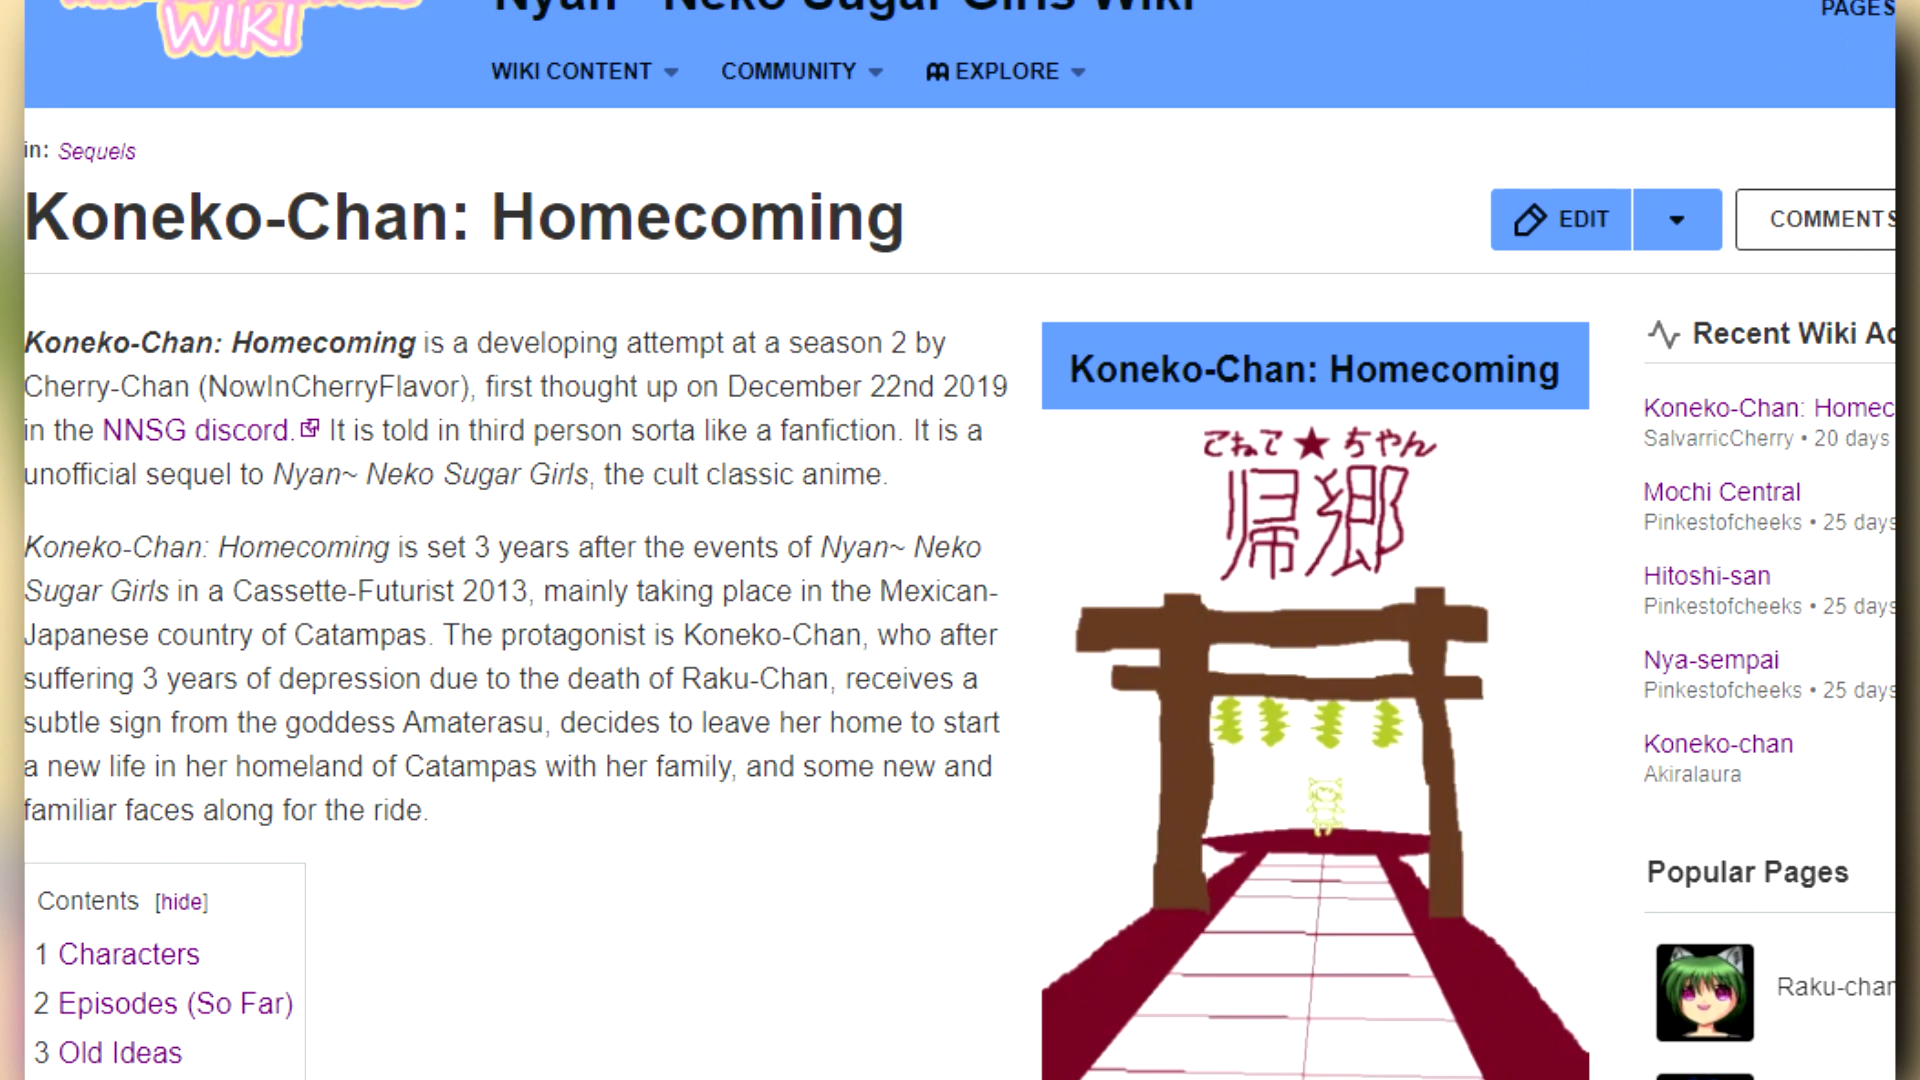 WIKI
Nyan~ Neko Sugar Girls Wiki
PAGES
WIKI CONTENT
COMMUNITY
EXPLORE
in: Sequels
Koneko-Chan: Homecoming
EDIT
COMMENTS
Koneko-Chan: Homecoming is a developing attempt at a season 2 by
Cherry-Chan (NowInCherryFlavor), first thought up on December 22nd 2019
in the NNSG discord. It is told in third person sorta like a fanfiction. It is a
unofficial sequel to Nyan~ Neko Sugar Girls, the cult classic anime.
Koneko-Chan: Homecoming is set 3 years after the events of Nyan~ Neko
Sugar Girls in a Cassette-Futurist 2013, mainly taking place in the Mexican-
Japanese country of Catampas. The protagonist is Koneko-Chan, who after
suffering 3 years of depression due to the death of Raku-Chan, receives a
subtle sign from the goddess Amaterasu, decides to leave her home to start
a new life in her homeland of Catampas with her family, and some new and
familiar faces along for the ride.
Contents [hide]
1 Characters
2 Episodes (So Far)
3 Old Ideas
Koneko-Chan: Homecoming
こねこ★ちゃん
帰郷
Recent Wiki Ac
Koneko-Chan: Homec
SalvarricCherry • 20 days
Mochi Central
Pinkestofcheeks • 25 days
Hitoshi-san
Pinkestofcheeks • 25 days
Nya-sempai
Pinkestofcheeks • 25 days
Koneko-chan
Akiralaura
Popular Pages
Raku-chan